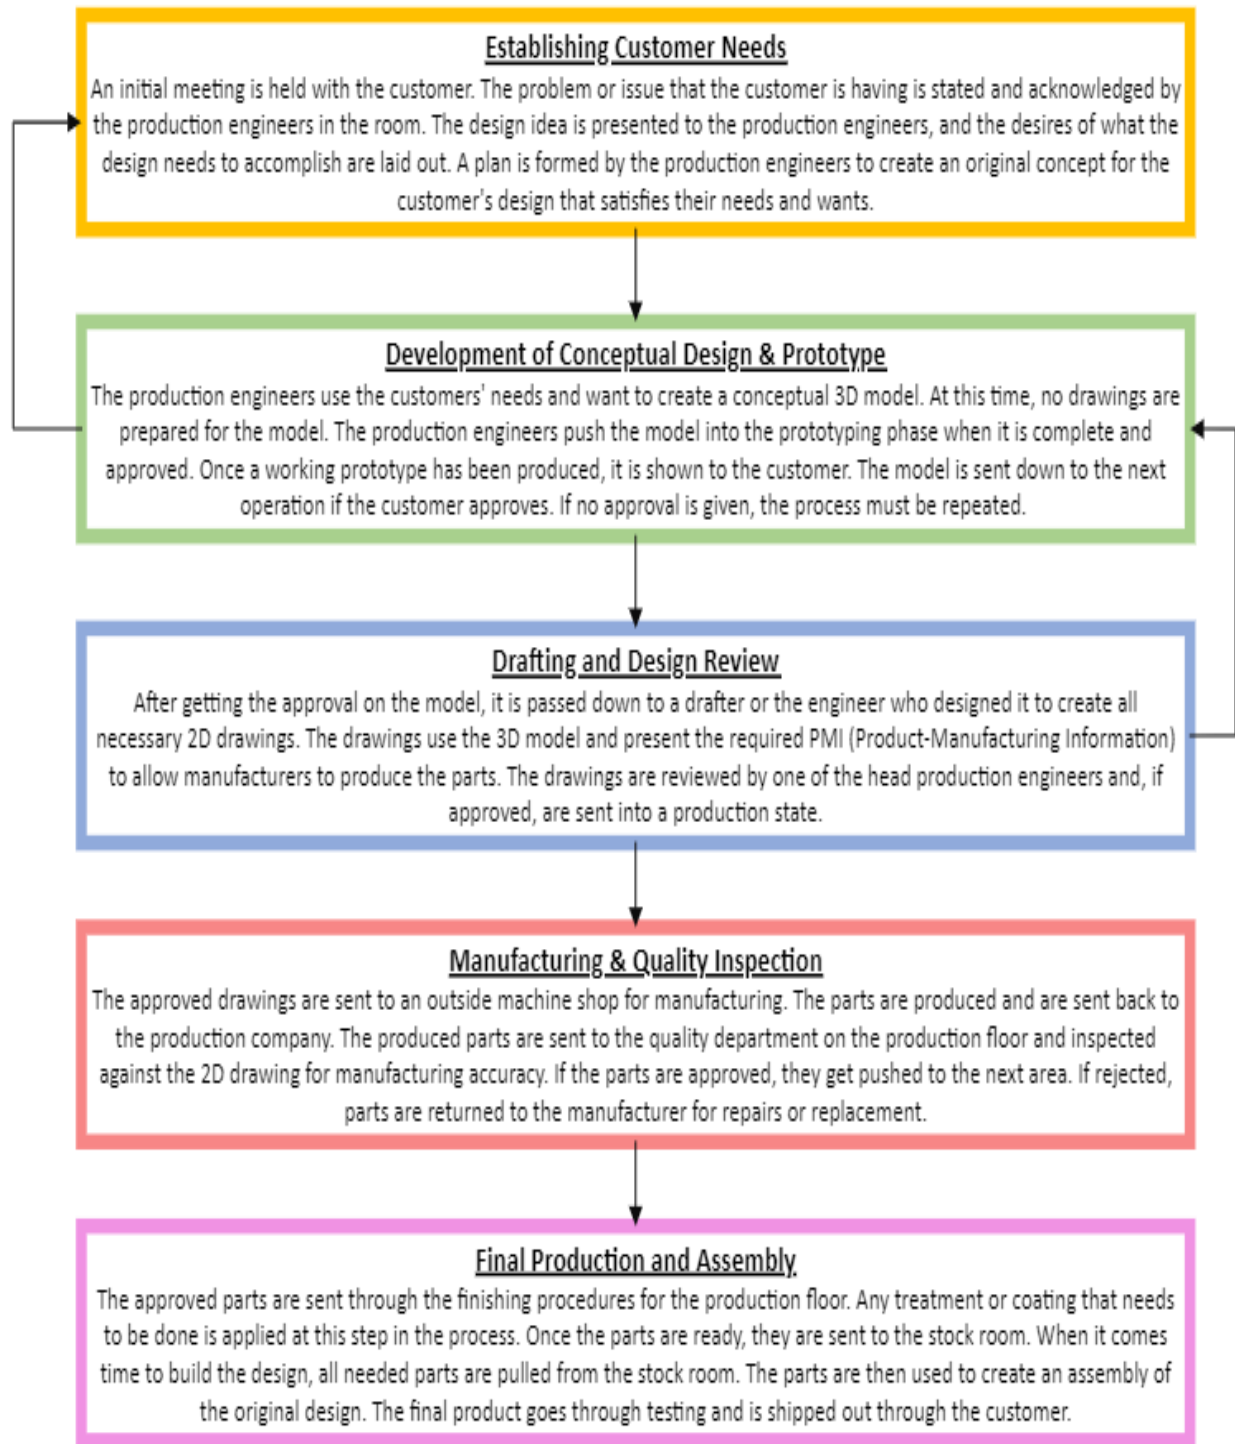 Establishing Customer Needs
An initial meeting is held with the customer. The problem or issue that the customer is having is stated and acknowledged by
the production engineers in the room. The design idea is presented to the production engineers, and the desires of what the
design needs to accomplish are laid out. A plan is formed by the production engineers to create an original concept for the
customer's design that satisfies their needs and wants.
Development of Conceptual Design & Prototype
The production engineers use the customers' needs and want to create a conceptual 3D model. At this time, no drawings are
prepared for the model. The production engineers push the model into the prototyping phase when it is complete and
approved. Once a working prototype has been produced, it is shown to the customer. The model is sent down to the next
operation if the customer approves. If no approval is given, the process must be repeated.
Drafting and Design Review
After getting the approval on the model, it is passed down to a drafter or the engineer who designed it to create all
necessary 2D drawings. The drawings use the 3D model and present the required PMI (Product-Manufacturing Information)
to allow manufacturers to produce the parts. The drawings are reviewed by one of the head production engineers and, if
approved, are sent into a production state.
Manufacturing & Quality Inspection
The approved drawings are sent to an outside machine shop for manufacturing. The parts are produced and are sent back to
the production company. The produced parts are sent to the quality department on the production floor and inspected
against the 2D drawing for manufacturing accuracy. If the parts are approved, they get pushed to the next area. If rejected,
parts are returned to the manufacturer for repairs or replacement.
Final Production and Assembly
The approved parts are sent through the finishing procedures for the production floor. Any treatment or coating that needs
to be done is applied at this step in the process. Once the parts are ready, they are sent to the stock room. When it comes
time to build the design, all needed parts are pulled from the stock room. The parts are then used to create an assembly of
the original design. The final product goes through testing and is shipped out through the customer.